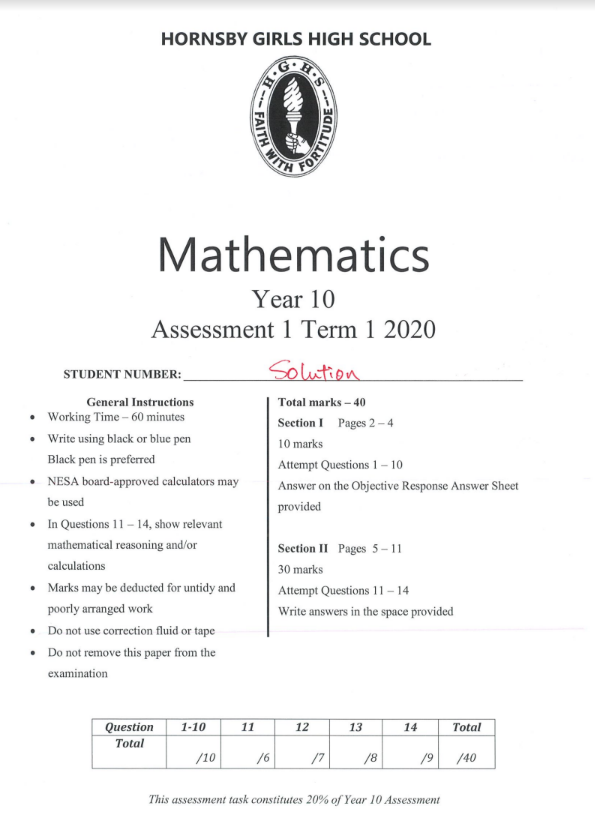 HORNSBY GIRLS HIGH SCHOOL
H·G·H·S
FAITH WITH FORTITUDE
Mathematics
Year 10
Assessment 1 Term 1 2020
STUDENT NUMBER: Solution
General Instructions
• Working Time – 60 minutes
• Write using black or blue pen
Black pen is preferred
• NESA board-approved calculators may
be used
• In Questions 11 – 14, show relevant
mathematical reasoning and/or
calculations
• Marks may be deducted for untidy and
poorly arranged work
• Do not use correction fluid or tape
• Do not remove this paper from the
examination
Total marks – 40
Section I Pages 2 – 4
10 marks
Attempt Questions 1 – 10
Answer on the Objective Response Answer Sheet
provided
Section II Pages 5 – 11
30 marks
Attempt Questions 11 – 14
Write answers in the space provided
Question 1-10 11 12 13 14 Total
Total /10 /6 /7 /8 /9 /40
This assessment task constitutes 20% of Year 10 Assessment